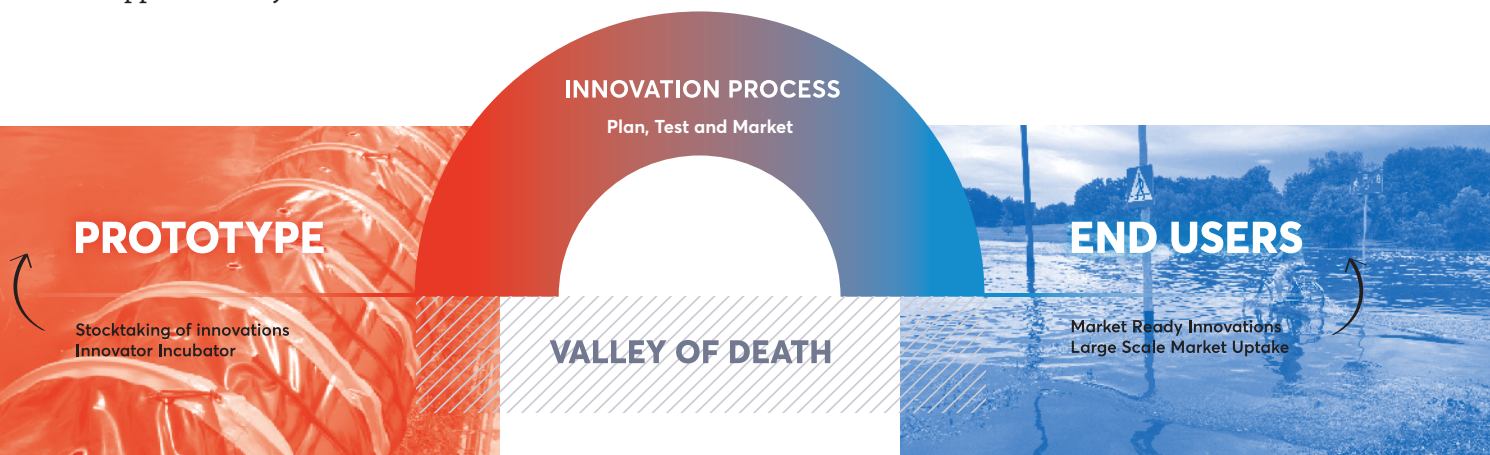 INNOVATION PROCESS
Plan, Test and Market
PROTOTYPE
Stocktaking of innovations
Innovator Incubator
VALLEY OF DEATH
END USERS
Market Ready Innovations
Large Scale Market Uptake